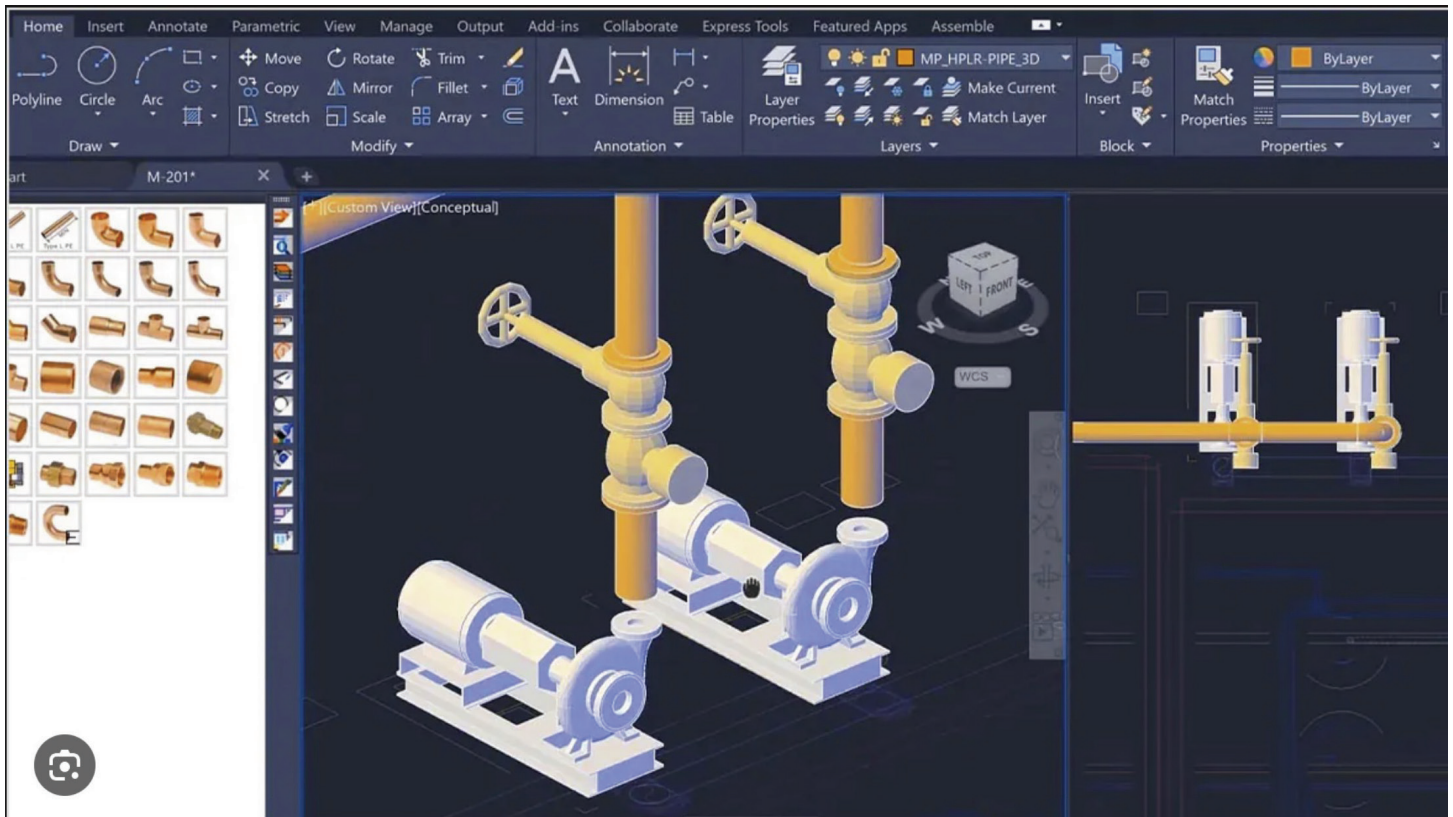 Home Insert Annotate Parametric View Manage Output Add-ins Collaborate Express Tools Featured Apps Assemble
Polyline
Circle
Arc
Move
Rotate
Trim
Copy
Mirror
Fillet
Stretch
Scale
Array
Text
Dimension
Table
Layer
Properties
MP_HPLR-PIPE_3D
Make Current
Match Layer
Insert
Match
Properties
ByLayer
ByLayer
ByLayer
Draw
Modify
Annotation
Layers
Block
Properties
art
M-201*
[Custom View][Conceptual]
TOP
LEFT
FRONT
W
S
E
WCS